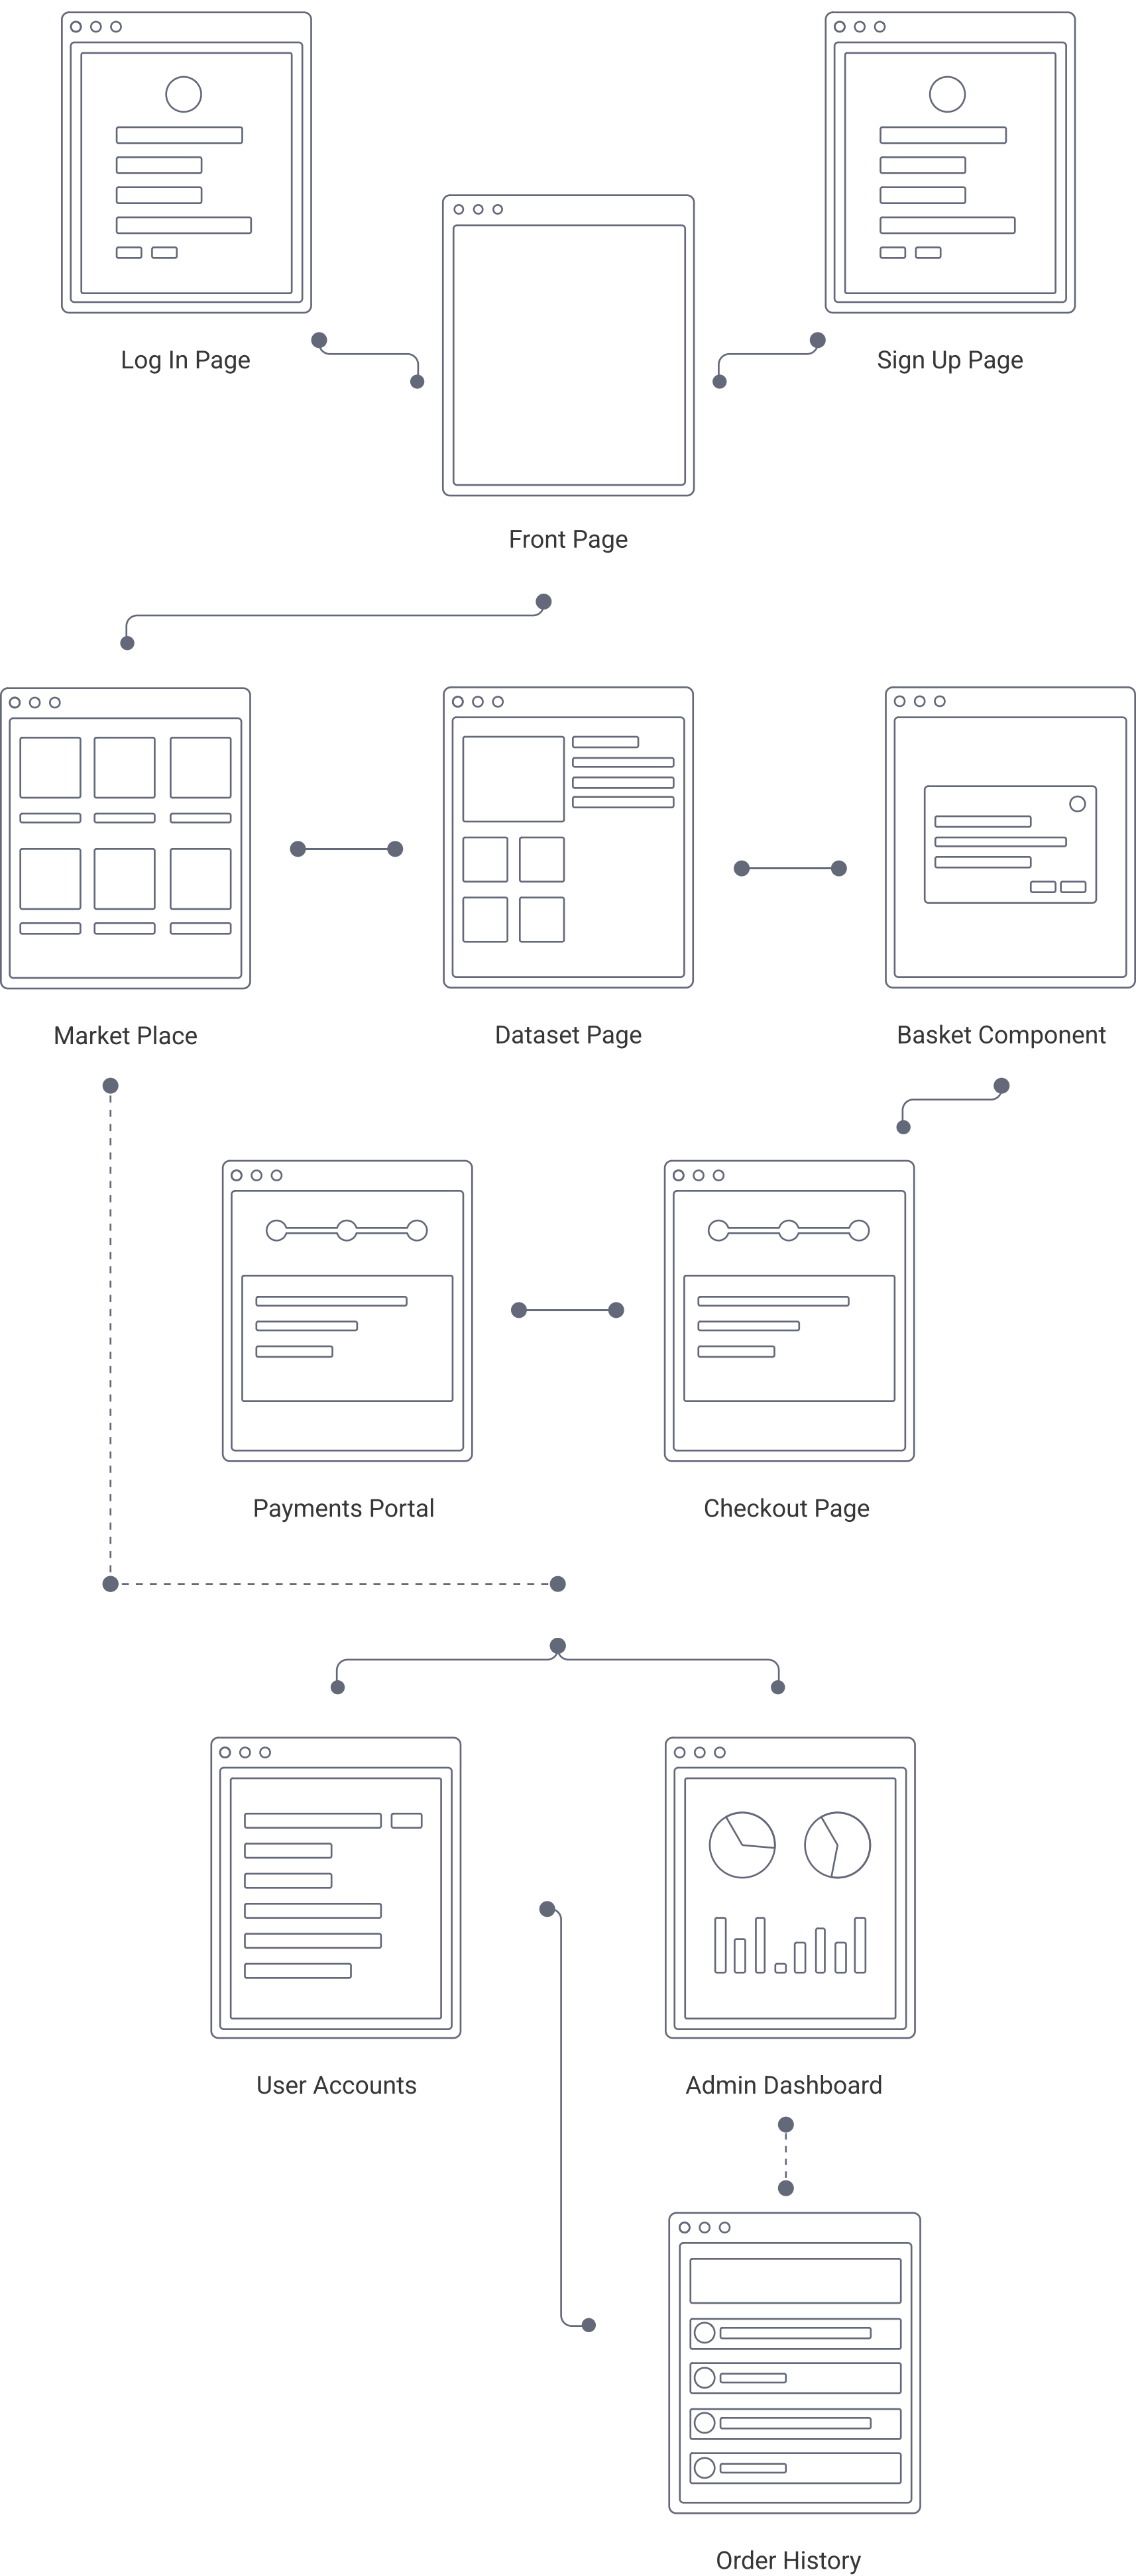 Log In Page
Sign Up Page
Front Page
Market Place
Dataset Page
Basket Component
Payments Portal
Checkout Page
User Accounts
Admin Dashboard
Order History